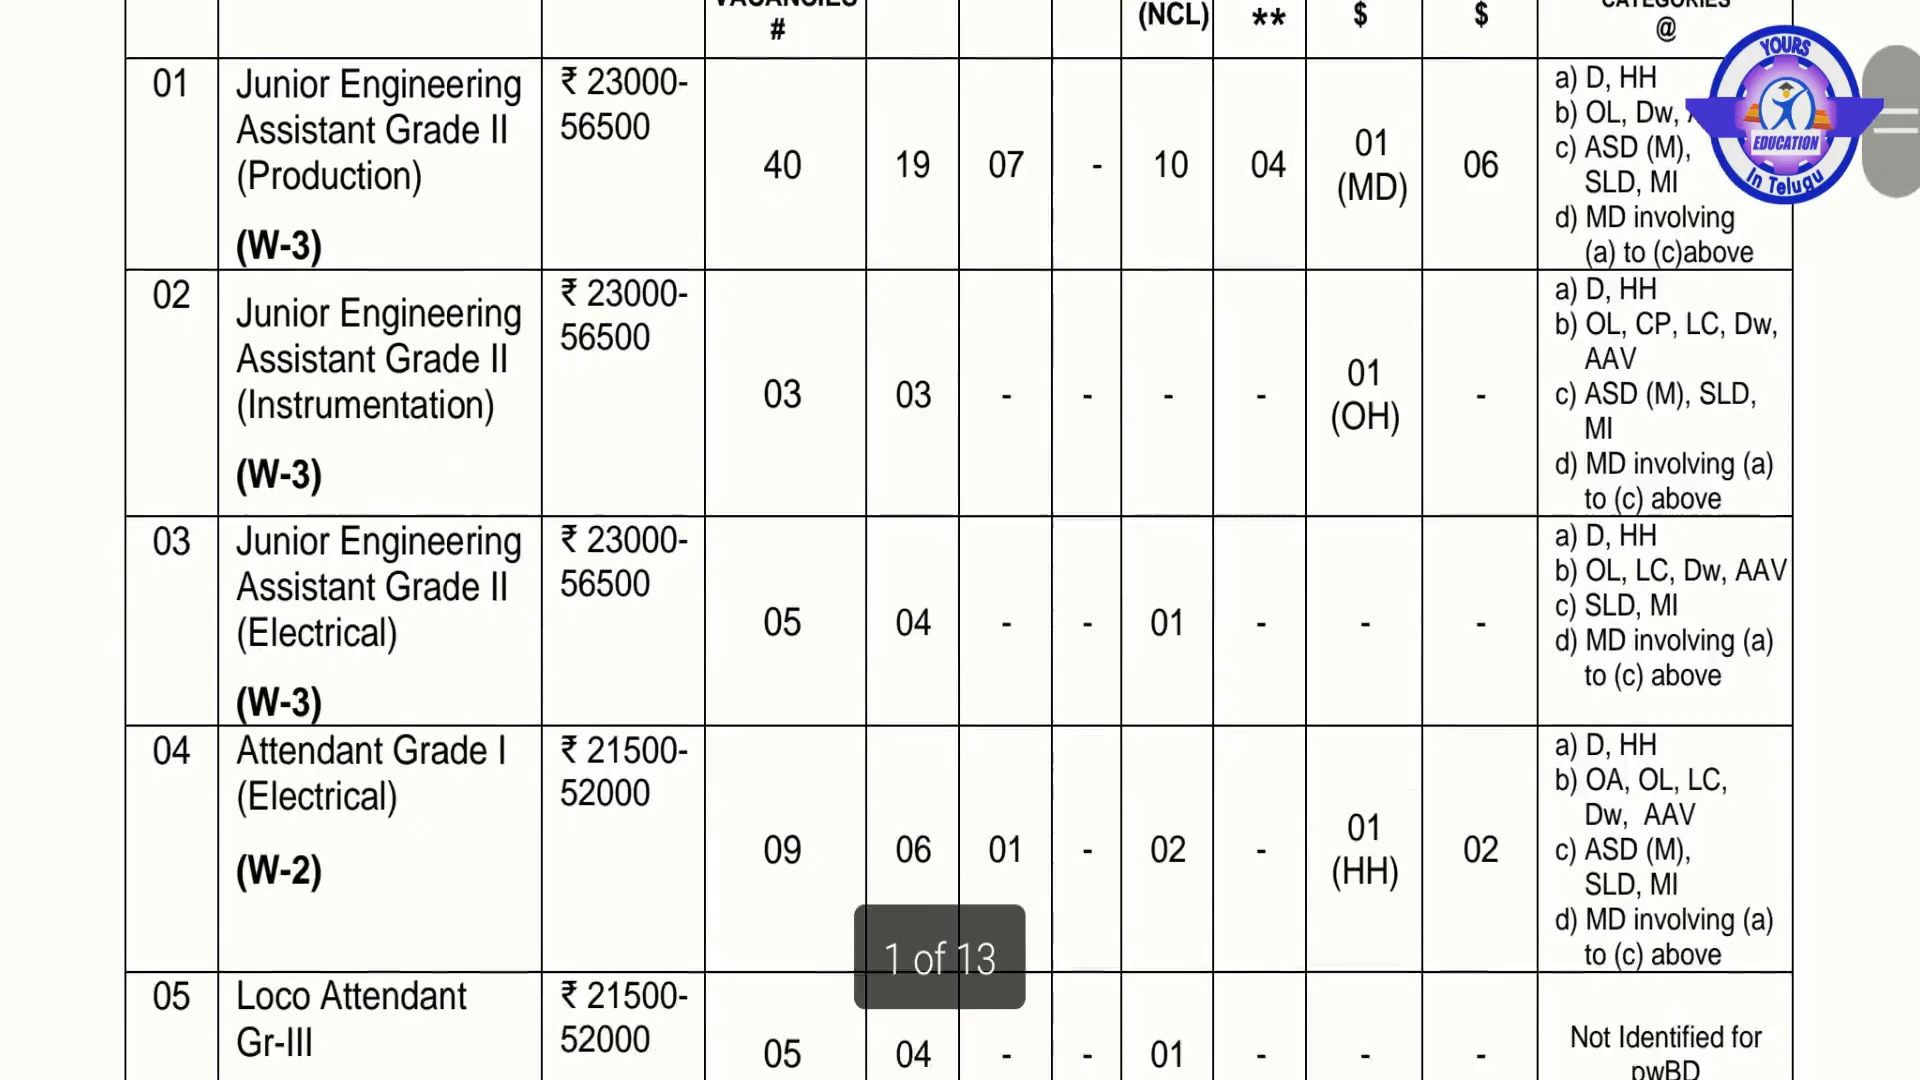 VACANCIES
#
(NCL)
**
$
$
CATEGORIES
@
YOURS
EDUCATION
In Telugu
01
Junior Engineering
Assistant Grade II
(Production)
(W-3)
₹ 23000-
56500
40
19
07
-
10
04
01
(MD)
06
a) D, HH
b) OL, Dw,
c) ASD (M),
SLD, MI
d) MD involving
(a) to (c)above
02
Junior Engineering
Assistant Grade II
(Instrumentation)
(W-3)
₹ 23000-
56500
03
03
-
-
-
-
01
(OH)
-
a) D, HH
b) OL, CP, LC, Dw,
AAV
c) ASD (M), SLD,
MI
d) MD involving (a)
to (c) above
03
Junior Engineering
Assistant Grade II
(Electrical)
(W-3)
₹ 23000-
56500
05
04
-
-
01
-
-
-
a) D, HH
b) OL, LC, Dw, AAV
c) SLD, MI
d) MD involving (a)
to (c) above
04
Attendant Grade I
(Electrical)
(W-2)
₹ 21500-
52000
09
06
01
-
02
-
01
(HH)
02
a) D, HH
b) OA, OL, LC,
Dw, AAV
c) ASD (M),
SLD, MI
d) MD involving (a)
to (c) above
1 of 13
05
Loco Attendant
Gr-III
₹ 21500-
52000
05
04
-
-
01
-
-
-
Not Identified for
pwBD